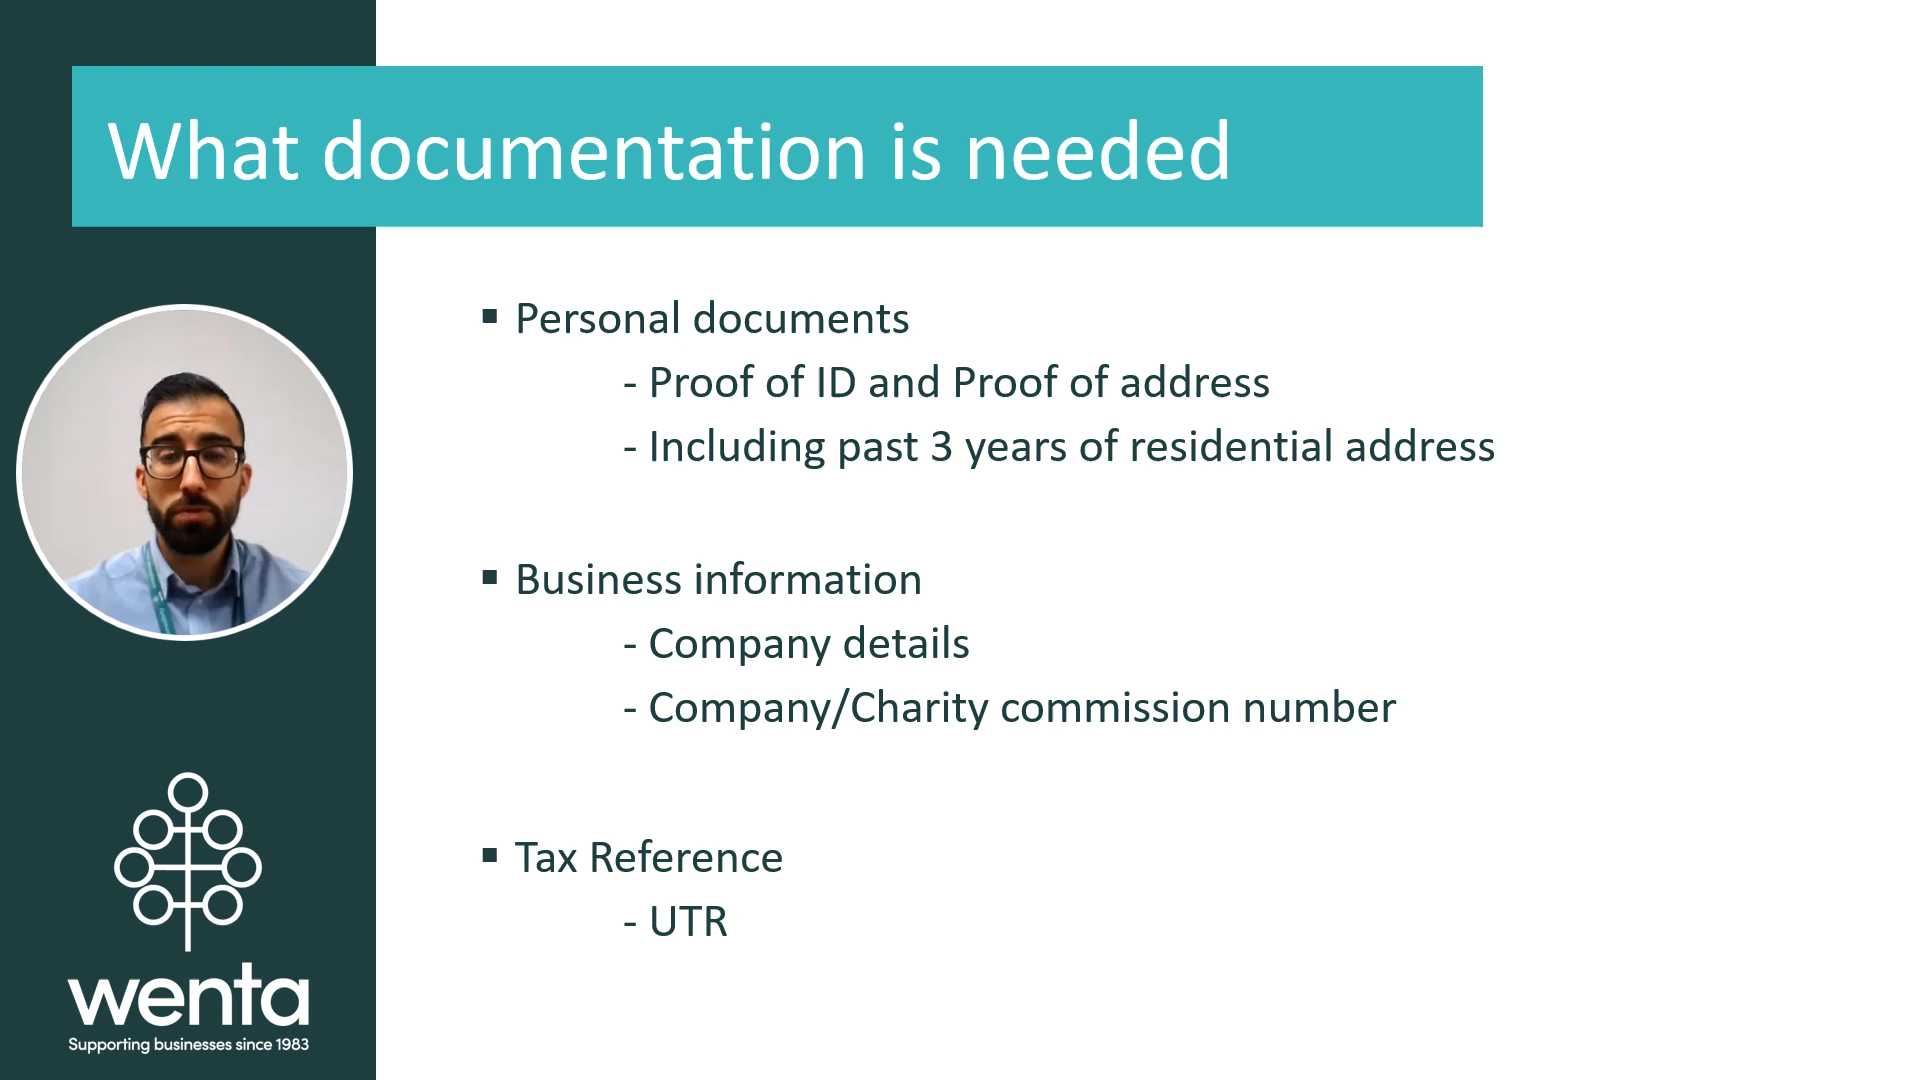 What documentation is needed
▪ Personal documents
- Proof of ID and Proof of address
- Including past 3 years of residential address
▪ Business information
- Company details
- Company/Charity commission number
▪ Tax Reference
- UTR
wenta
Supporting businesses since 1983